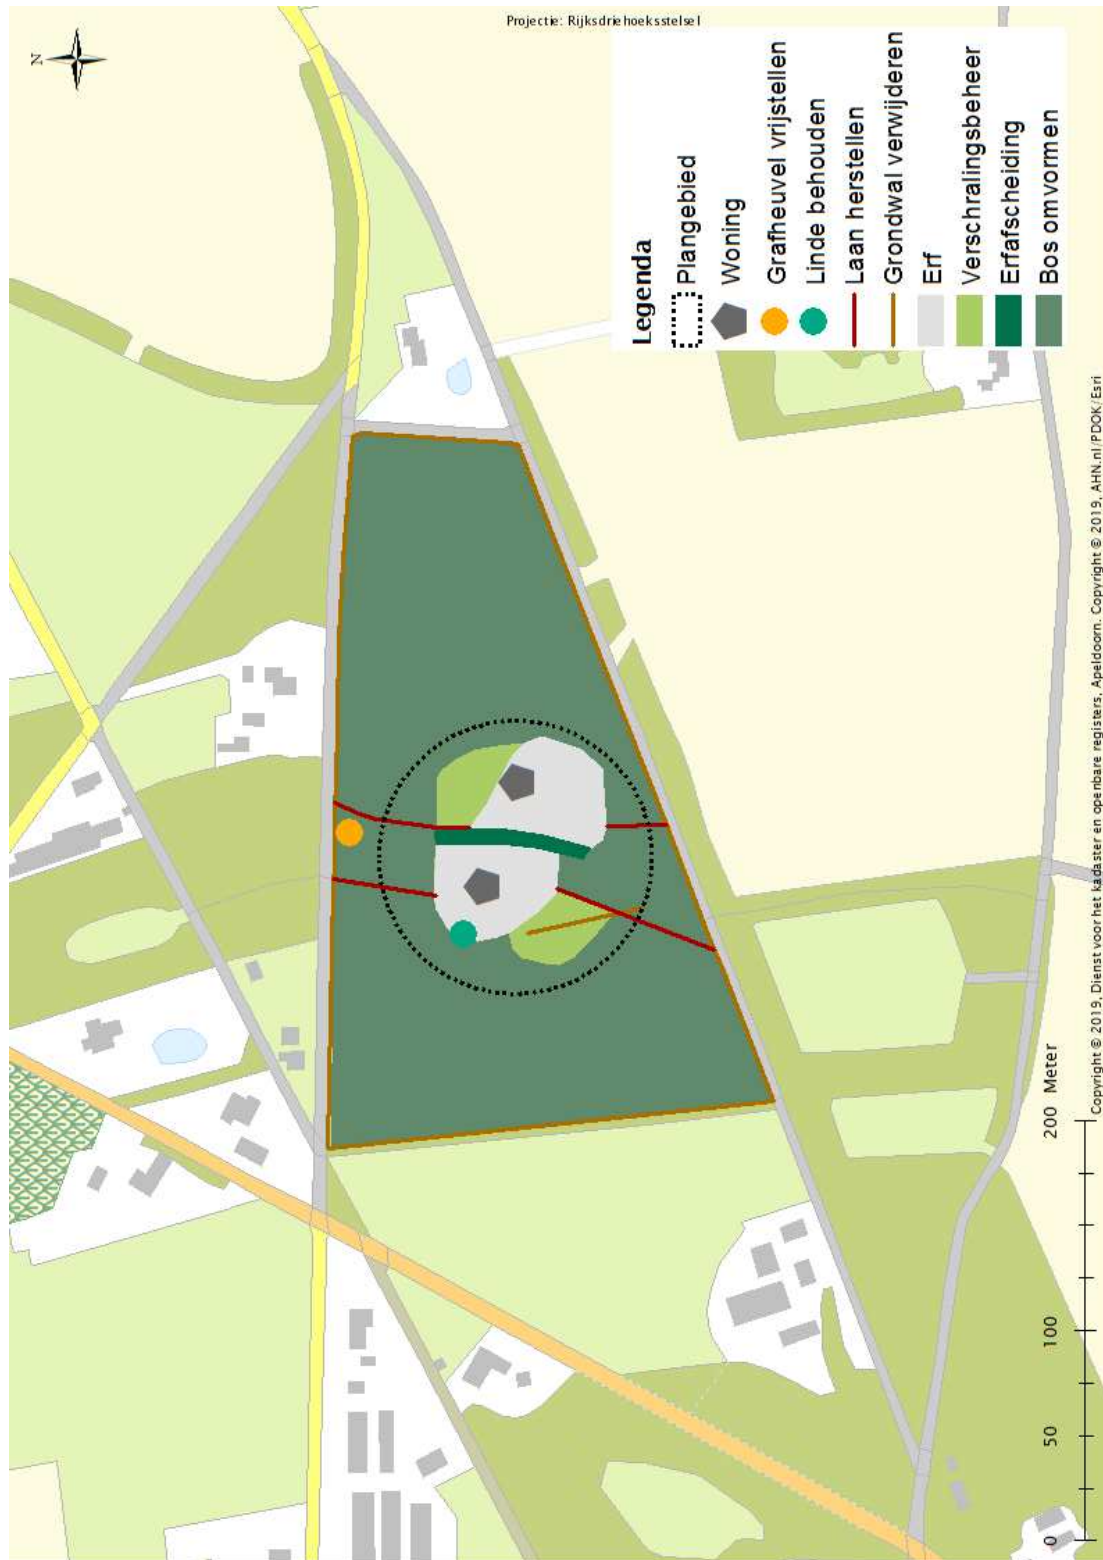 Projectie: Rijksdriehoeksstelsel
N
Legenda
Plangebied
Woning
Grafheuvel vrijstellen
Linde behouden
Laan herstellen
Grondwal verwijderen
Erf
Verschralingsbeheer
Erfafscheiding
Bos omvormen
0 50 100 200 Meter
Copyright © 2019, Dienst voor het kadaster en openbare registers, Apeldoorn. Copyright © 2019, AHN.nl/PDOK/Esri